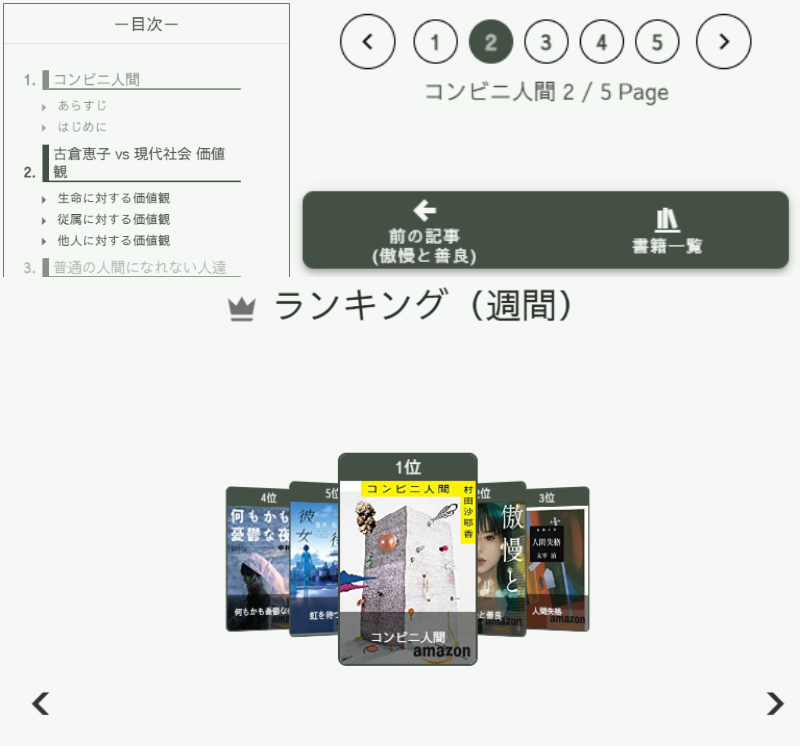 －目次－
1. コンビニ人間
あらすじ
はじめに
2. 古倉恵子 vs 現代社会 価値
観
生命に対する価値観
従属に対する価値観
他人に対する価値観
3. 普通の人間になれない人達
1 2 3 4 5
コンビニ人間 2 / 5 Page
前の記事
(傲慢と善良)
書籍一覧
ランキング（週間）
4位
何もかも
憂鬱な夜
何もかも憂鬱な
5位
彼女
虹を待つ
1位
コンビニ人間
村田沙耶香
コンビニ人間
amazon
位
傲慢と
と善良
3位
人間失格
太宰 治
人間失格
amazon